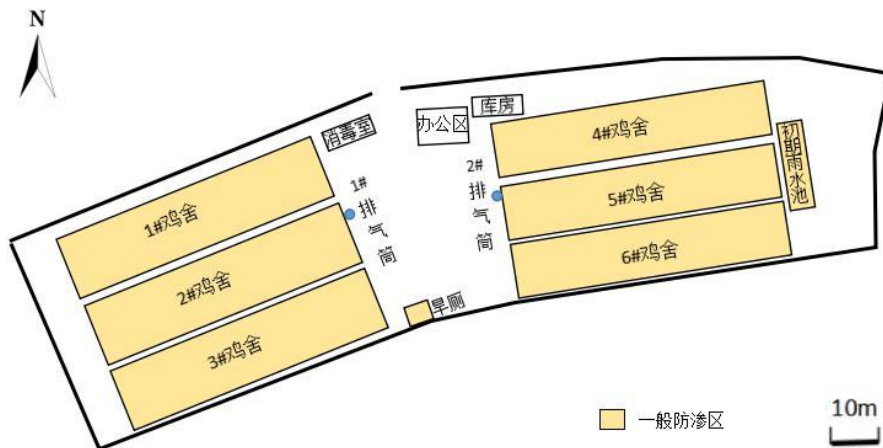 N
消毒室
办公区
库房
1#鸡舍
2#鸡舍
3#鸡舍
1#
排气筒
2#
排气筒
4#鸡舍
5#鸡舍
6#鸡舍
初期雨水池
旱厕
一般防渗区
10m